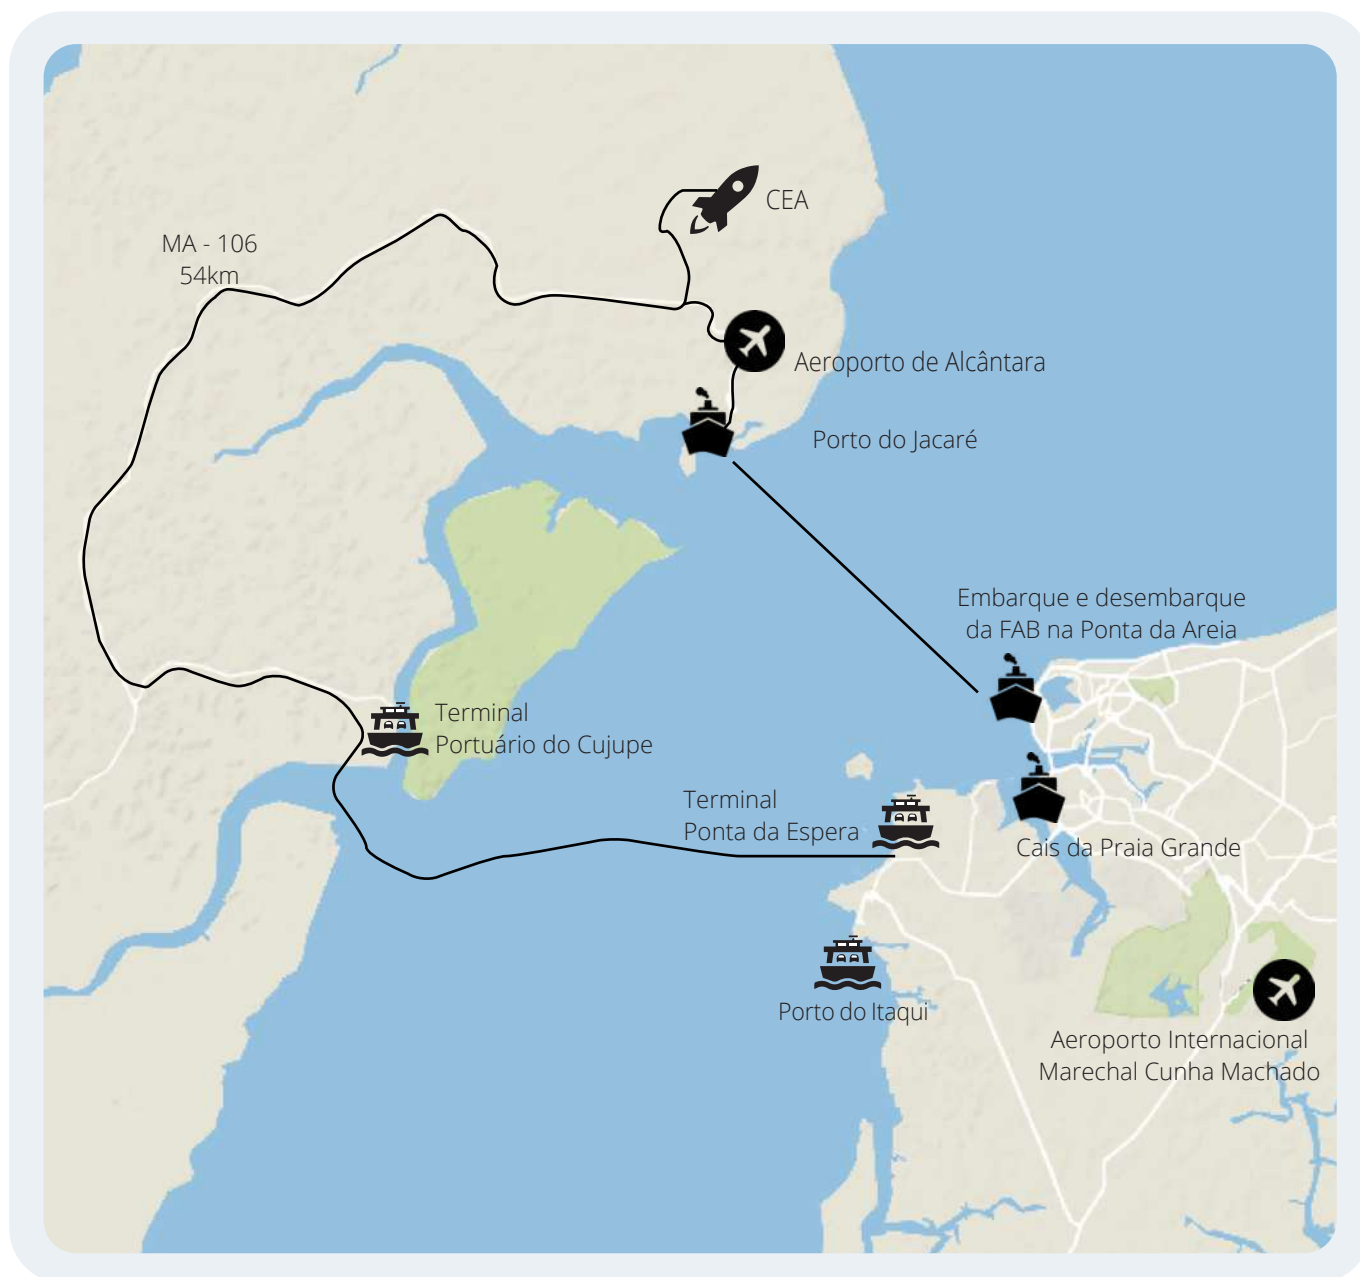 CEA
MA - 106
54km
Aeroporto de Alcântara
Porto do Jacaré
Embarque e desembarque
da FAB na Ponta da Areia
Terminal
Portuário do Cujupe
Terminal
Ponta da Espera
Cais da Praia Grande
Porto do Itaqui
Aeroporto Internacional
Marechal Cunha Machado